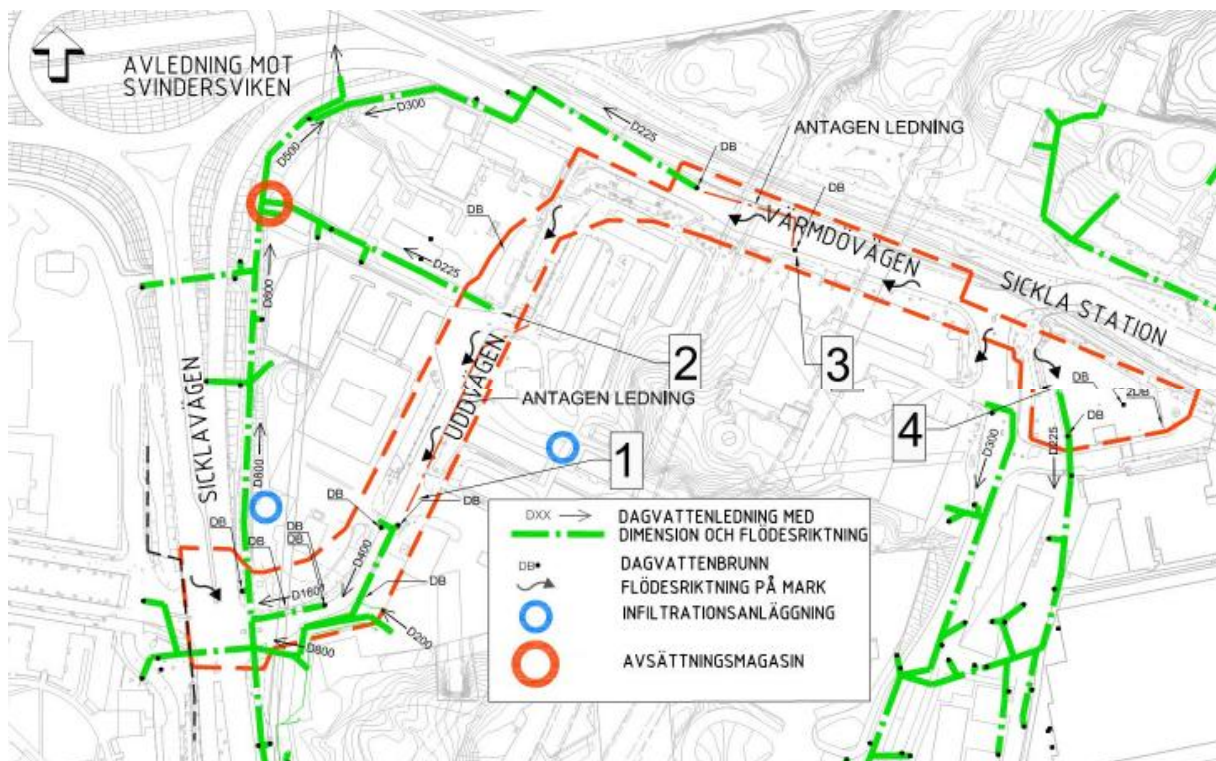 AVLEDNING MOT
SVINDERSVIKEN
D300
D225
ANTAGEN LEDNING
DB
D500
DB
DB
VÄRMDÖVÄGEN
D225
SICKLA STATION
D600
2
3
UDDVÄGEN
DB
2DB
ANTAGEN LEDNING
4
DB
SICKLAVÄGEN
D300
D225
1
D800
DB
DB
DB
DB
DB
D400
DB
D160
D200
D800
DXX
DAGVATTENLEDNING MED
DIMENSION OCH FLÖDESRIKTNING
DB
DAGVATTENBRUNN
FLÖDESRIKTNING PÅ MARK
INFILTRATIONSANLÄGGNING
AVSÄTTNINGSMAGASIN